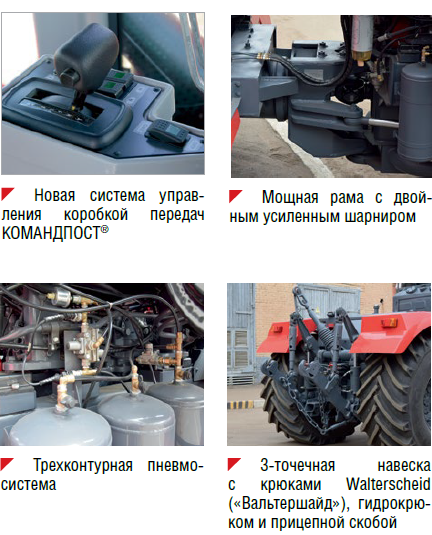 Новая система управ-
ления коробкой передач
КОМАНДПОСТ®
Мощная рама с двой-
ным усиленным шарниром
Трехконтурная пневмо-
система
3-точечная навеска
с крюками Walterscheid
(«Вальтершайд»), гидрокрю-
ком и прицепной скобой